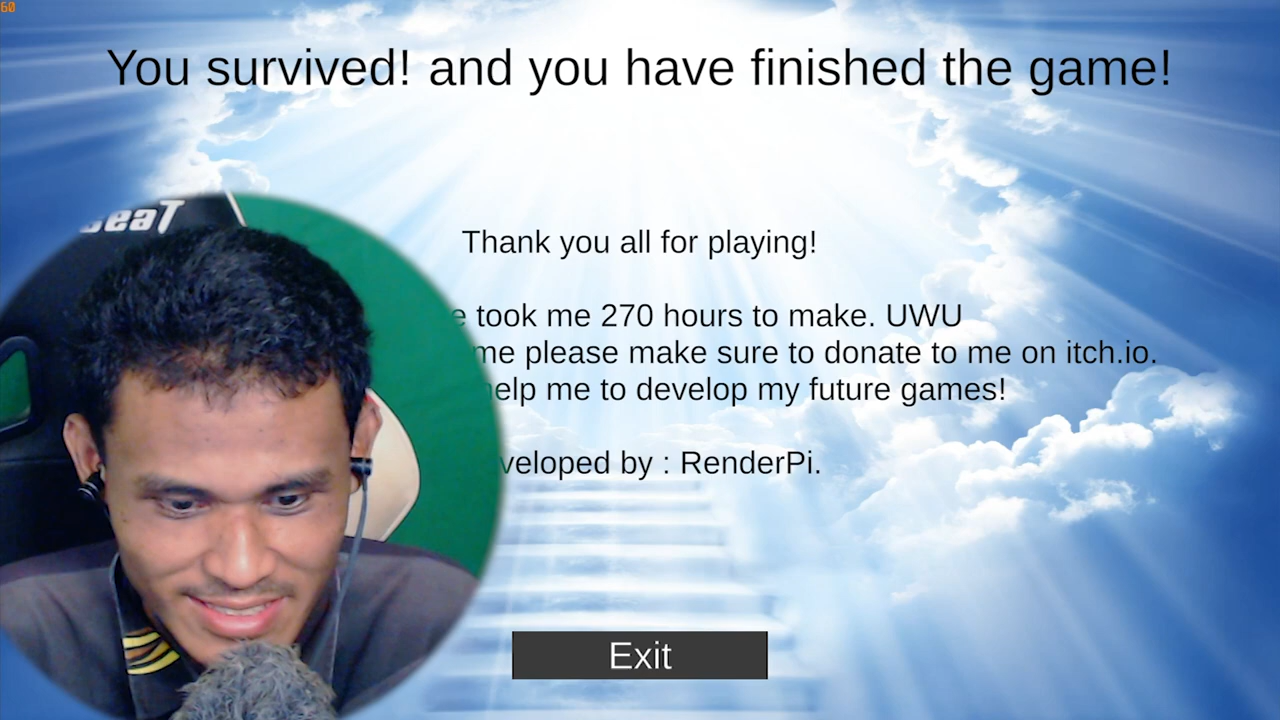 60
You survived! and you have finished the game!
Thank you all for playing!
took me 270 hours to make. UWU
me please make sure to donate to me on itch.io.
help me to develop my future games!
veloped by : RenderPi.
Exit